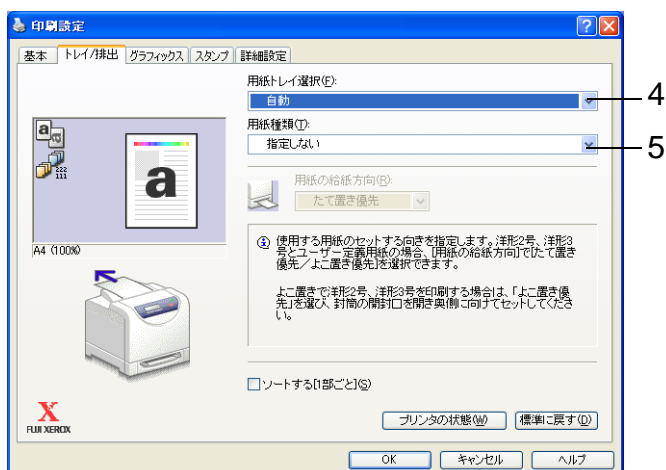 印刷設定
基本 トレイ/排出 グラフィックス スタンプ 詳細設定
用紙トレイ選択(F):
自動
4
用紙種類(T):
指定しない
5
用紙の給紙方向(R):
たて置き優先
a
a
222
111
a
A4 (100%)
使用する用紙のセットする向きを指定します。洋形2号、洋形3
号とユーザー定義用紙の場合、[用紙の給紙方向]で[たて置き
優先／よこ置き優先]を選択できます。
よこ置きで洋形2号、洋形3号を印刷する場合は、「よこ置き優
先」を選び、封筒の開封口を開き奥側に向けてセットしてくださ
い。
ソートする[1部ごと](S)
FUJI XEROX
プリンタの状態(W) 標準に戻す(D)
OK キャンセル ヘルプ